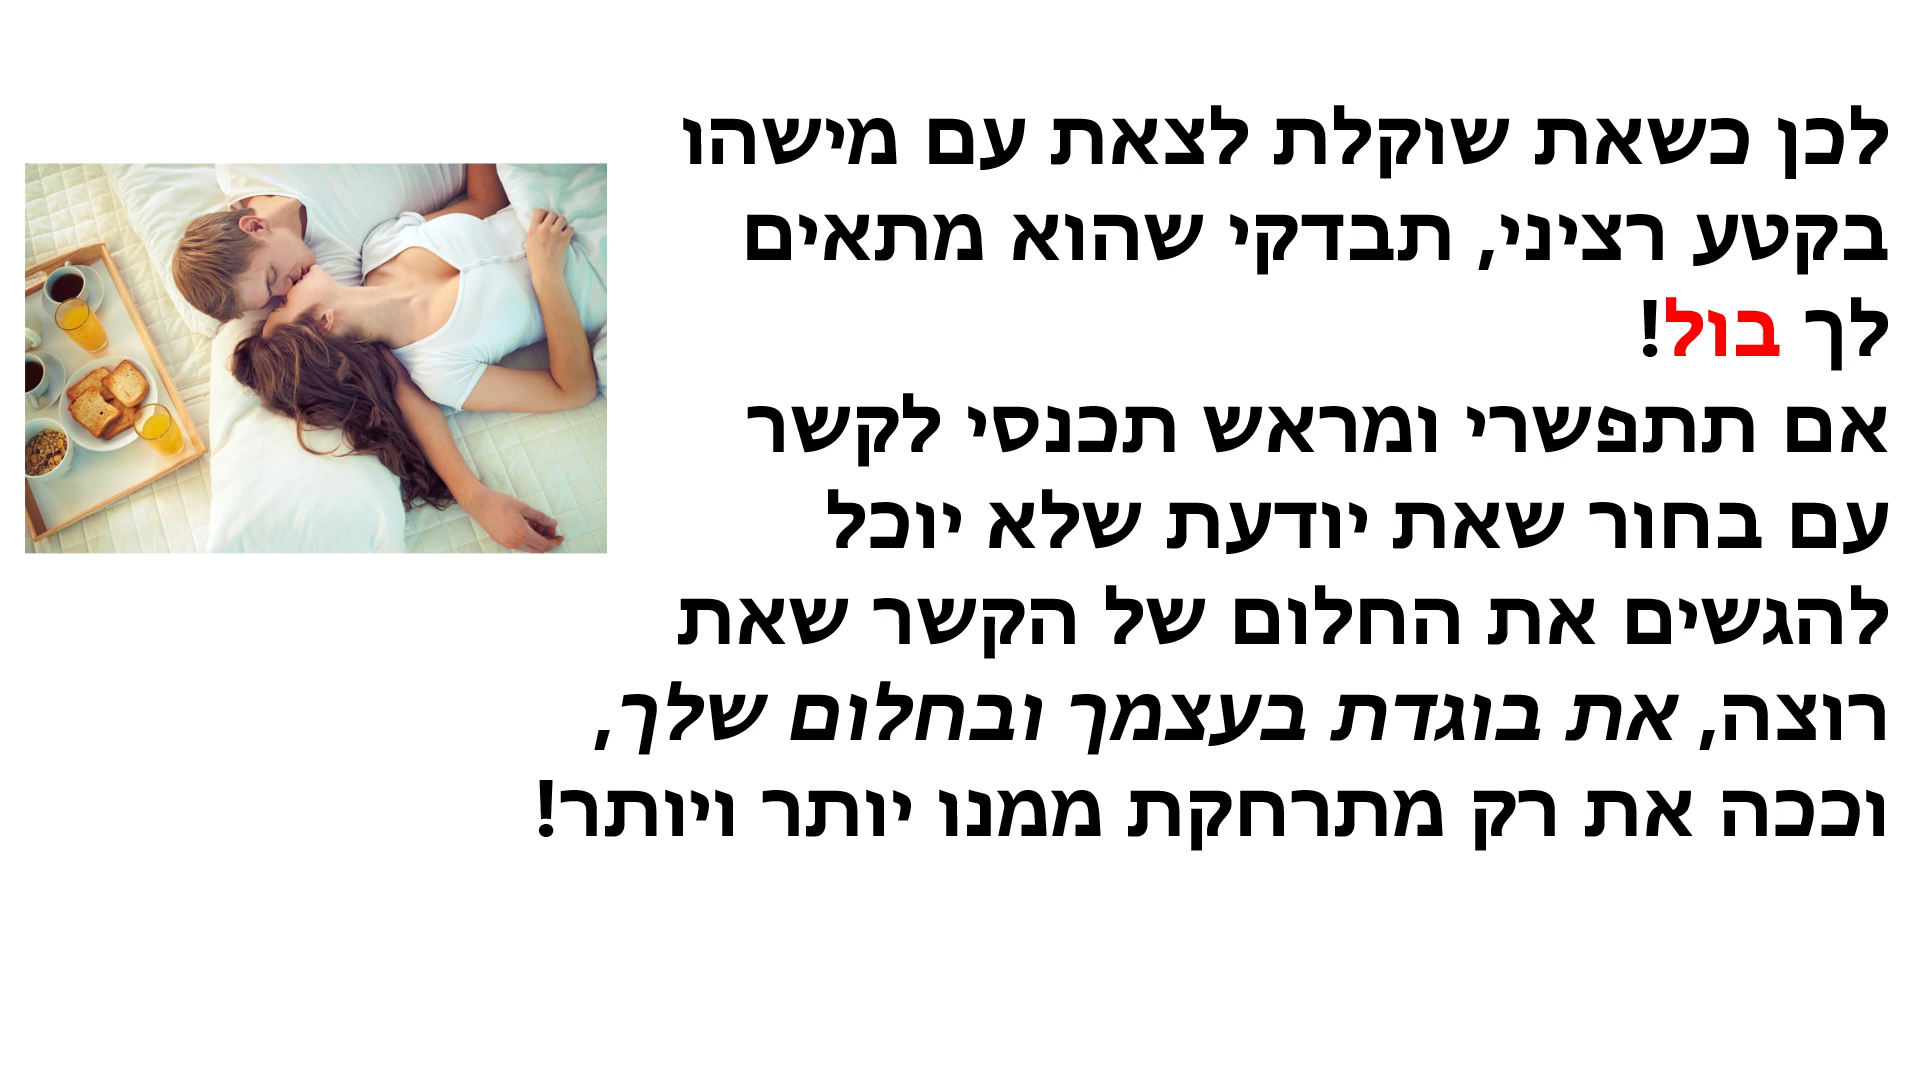 לכן כשאת שוקלת לצאת עם מישהו
בקטע רציני, תבדקי שהוא מתאים
לך בול!
אם תתפשרי ומראש תכנסי לקשר
עם בחור שאת יודעת שלא יוכל
להגשים את החלום של הקשר שאת
רוצה, את בוגדת בעצמך ובחלום שלך,
וככה את רק מתרחקת ממנו יותר ויותר!